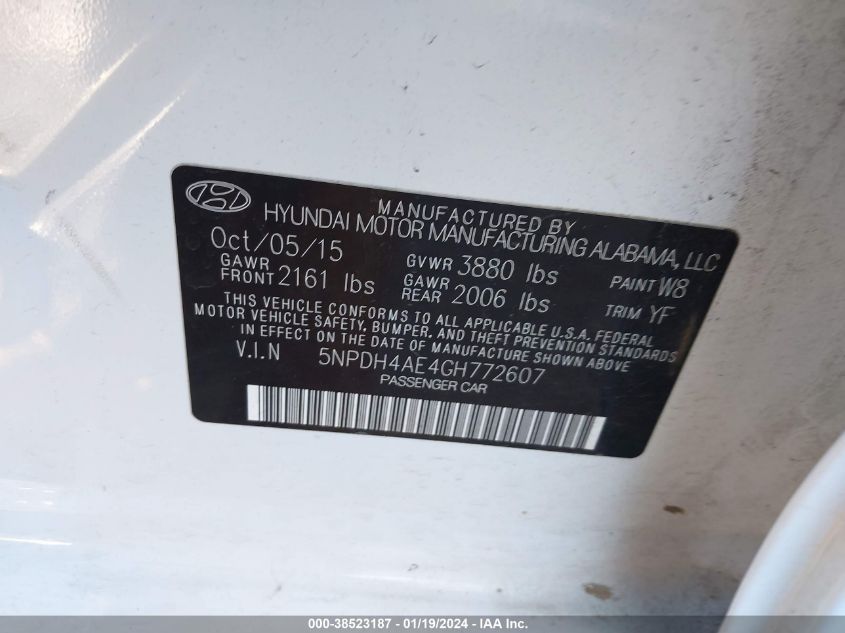 MANUFACTURED BY
HYUNDAI MOTOR MANUFACTURING ALABAMA, LLC
Oct/05/15 GVWR 3880 lbs PAINT W8
GAWR FRONT 2161 lbs GAWR REAR 2006 lbs TRIM YF
THIS VEHICLE CONFORMS TO ALL APPLICABLE U.S.A. FEDERAL
MOTOR VEHICLE SAFETY, BUMPER, AND THEFT PREVENTION STANDARDS
IN EFFECT ON THE DATE OF MANUFACTURE SHOWN ABOVE
V.I.N 5NPDH4AE4GH772607
PASSENGER CAR
000-38523187 - 01/19/2024 - IAA Inc.